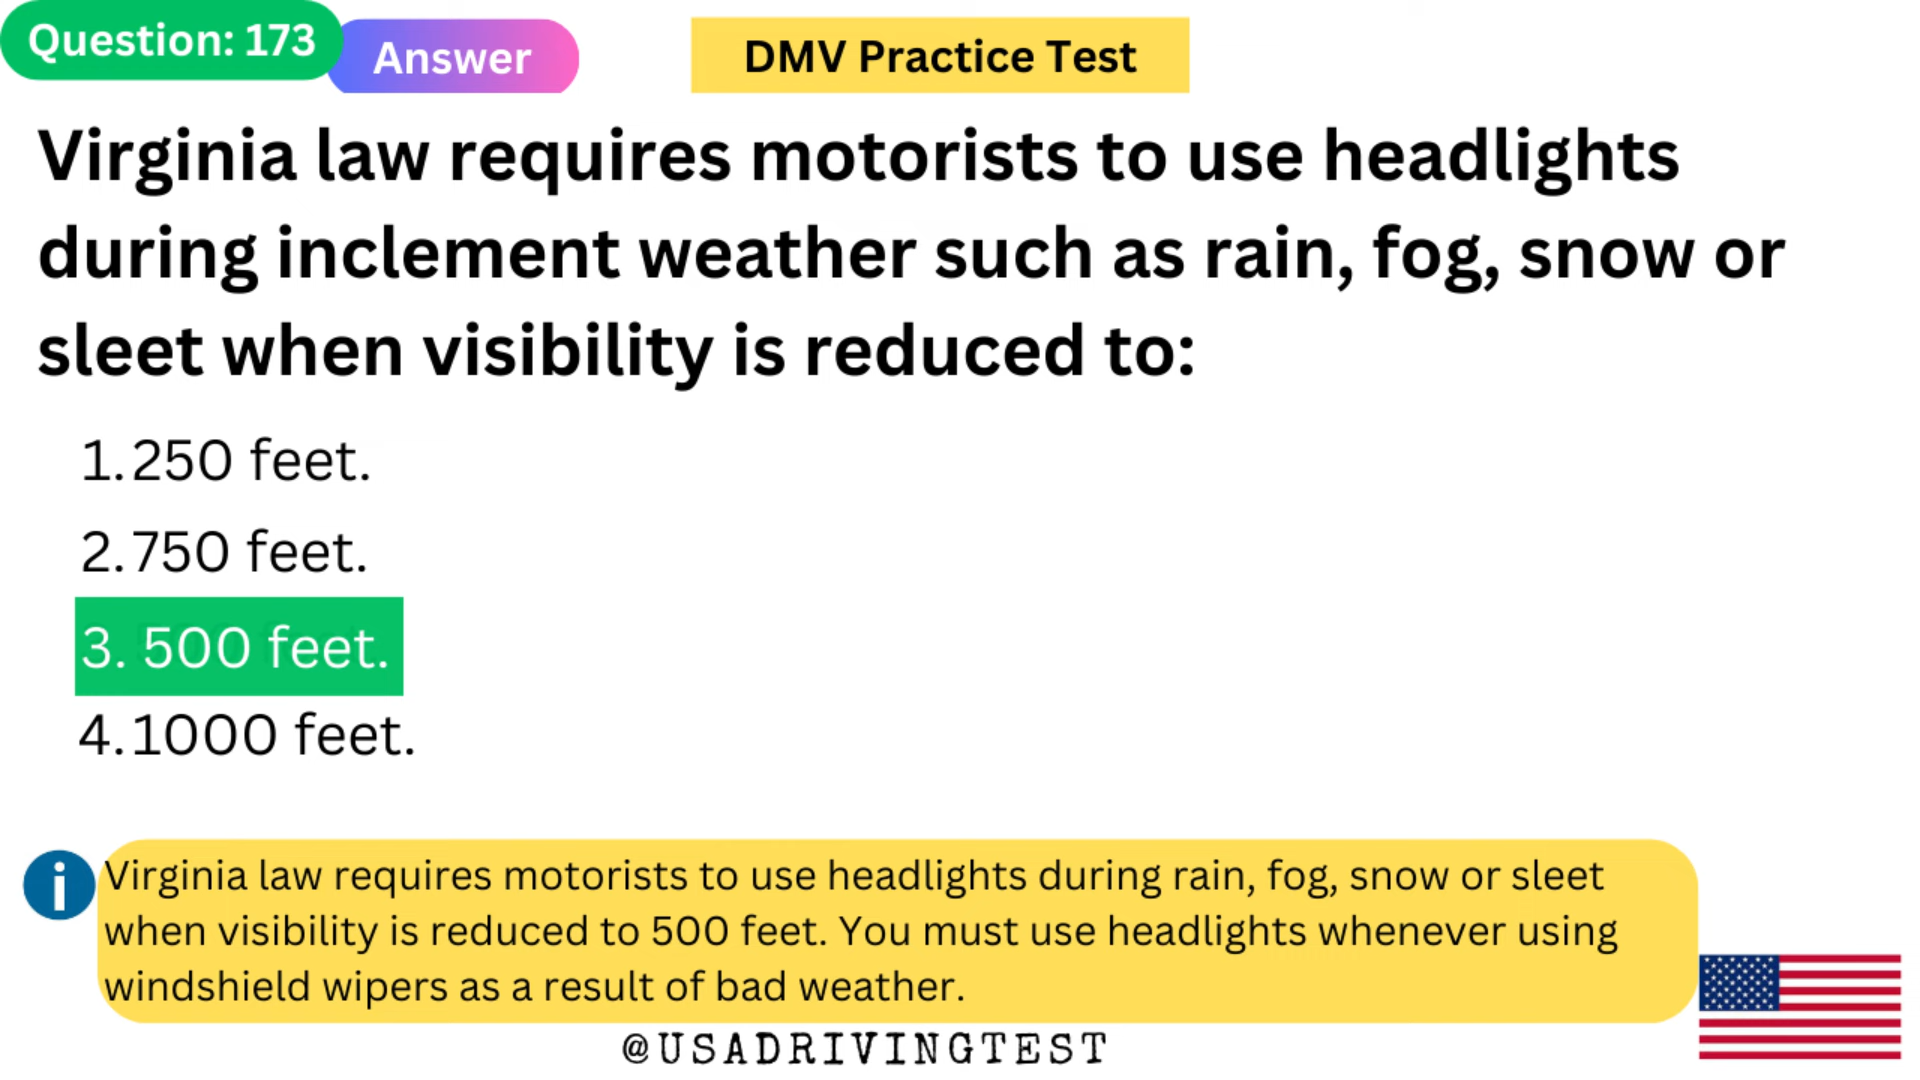 Question: 173
Answer
DMV Practice Test
Virginia law requires motorists to use headlights
during inclement weather such as rain, fog, snow or
sleet when visibility is reduced to:
1. 250 feet.
2. 750 feet.
3. 500 feet.
4. 1000 feet.
i
Virginia law requires motorists to use headlights during rain, fog, snow or sleet
when visibility is reduced to 500 feet. You must use headlights whenever using
windshield wipers as a result of bad weather.
@USADRIVINGTEST